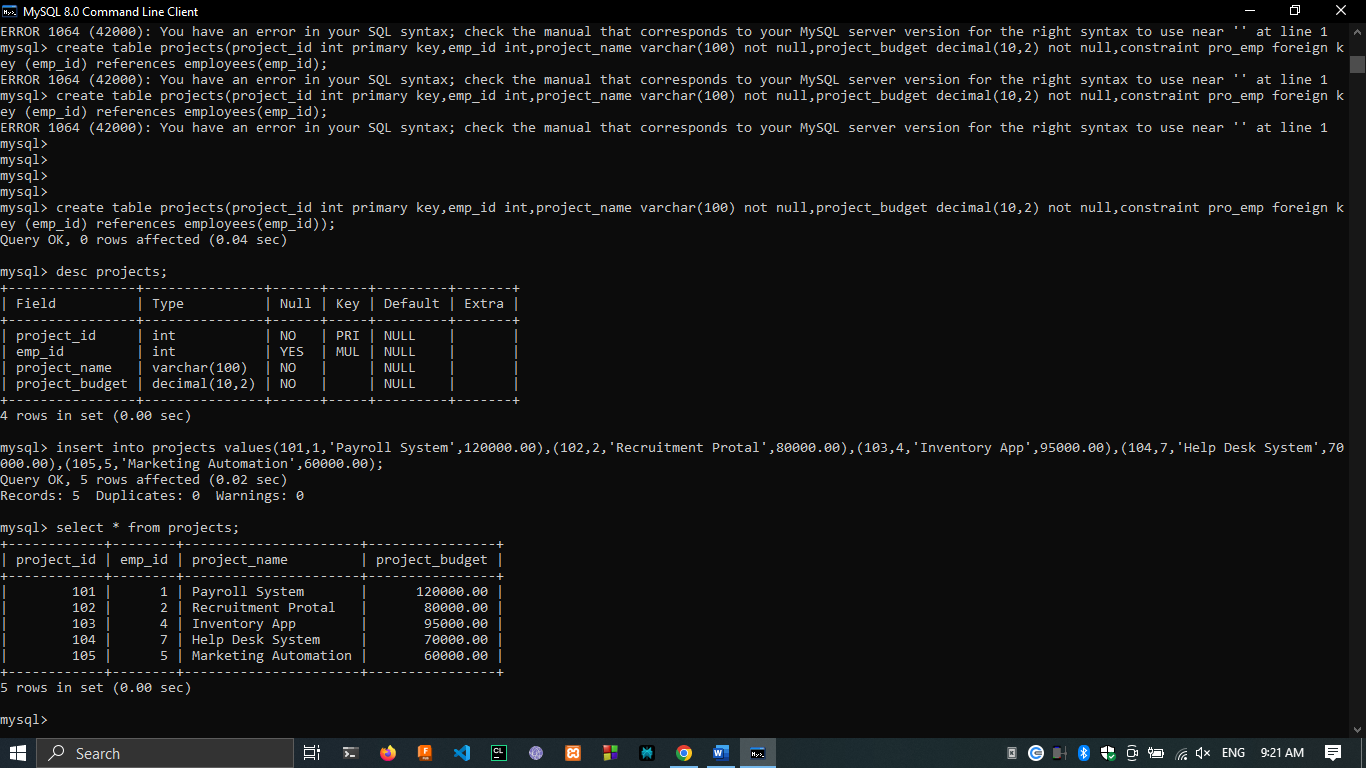 MySQL 8.0 Command Line Client
ERROR 1064 (42000): You have an error in your SQL syntax; check the manual that corresponds to your MySQL server version for the right syntax to use near '' at line 1
mysql> create table projects(project_id int primary key,emp_id int,project_name varchar(100) not null,project_budget decimal(10,2) not null,constraint pro_emp foreign k
ey (emp_id) references employees(emp_id);
ERROR 1064 (42000): You have an error in your SQL syntax; check the manual that corresponds to your MySQL server version for the right syntax to use near '' at line 1
mysql> create table projects(project_id int primary key,emp_id int,project_name varchar(100) not null,project_budget decimal(10,2) not null,constraint pro_emp foreign k
ey (emp_id) references employees(emp_id);
ERROR 1064 (42000): You have an error in your SQL syntax; check the manual that corresponds to your MySQL server version for the right syntax to use near '' at line 1
mysql>
mysql>
mysql>
mysql>
mysql> create table projects(project_id int primary key,emp_id int,project_name varchar(100) not null,project_budget decimal(10,2) not null,constraint pro_emp foreign k
ey (emp_id) references employees(emp_id));
Query OK, 0 rows affected (0.04 sec)
mysql> desc projects;
+----------------+---------------+------+-----+---------+-------+
| Field          | Type          | Null | Key | Default | Extra |
+----------------+---------------+------+-----+---------+-------+
| project_id     | int           | NO   | PRI | NULL    |       |
| emp_id         | int           | YES  | MUL | NULL    |       |
| project_name   | varchar(100)  | NO   |     | NULL    |       |
| project_budget | decimal(10,2) | NO   |     | NULL    |       |
+----------------+---------------+------+-----+---------+-------+
4 rows in set (0.00 sec)
mysql> insert into projects values(101,1,'Payroll System',120000.00),(102,2,'Recruitment Protal',80000.00),(103,4,'Inventory App',95000.00),(104,7,'Help Desk System',70
000.00),(105,5,'Marketing Automation',60000.00);
Query OK, 5 rows affected (0.02 sec)
Records: 5  Duplicates: 0  Warnings: 0
mysql> select * from projects;
+------------+--------+----------------------+----------------+
| project_id | emp_id | project_name         | project_budget |
+------------+--------+----------------------+----------------+
|        101 |      1 | Payroll System       |      120000.00 |
|        102 |      2 | Recruitment Protal   |       80000.00 |
|        103 |      4 | Inventory App        |       95000.00 |
|        104 |      7 | Help Desk System     |       70000.00 |
|        105 |      5 | Marketing Automation |       60000.00 |
+------------+--------+----------------------+----------------+
5 rows in set (0.00 sec)
mysql>
Search
ENG
9:21 AM